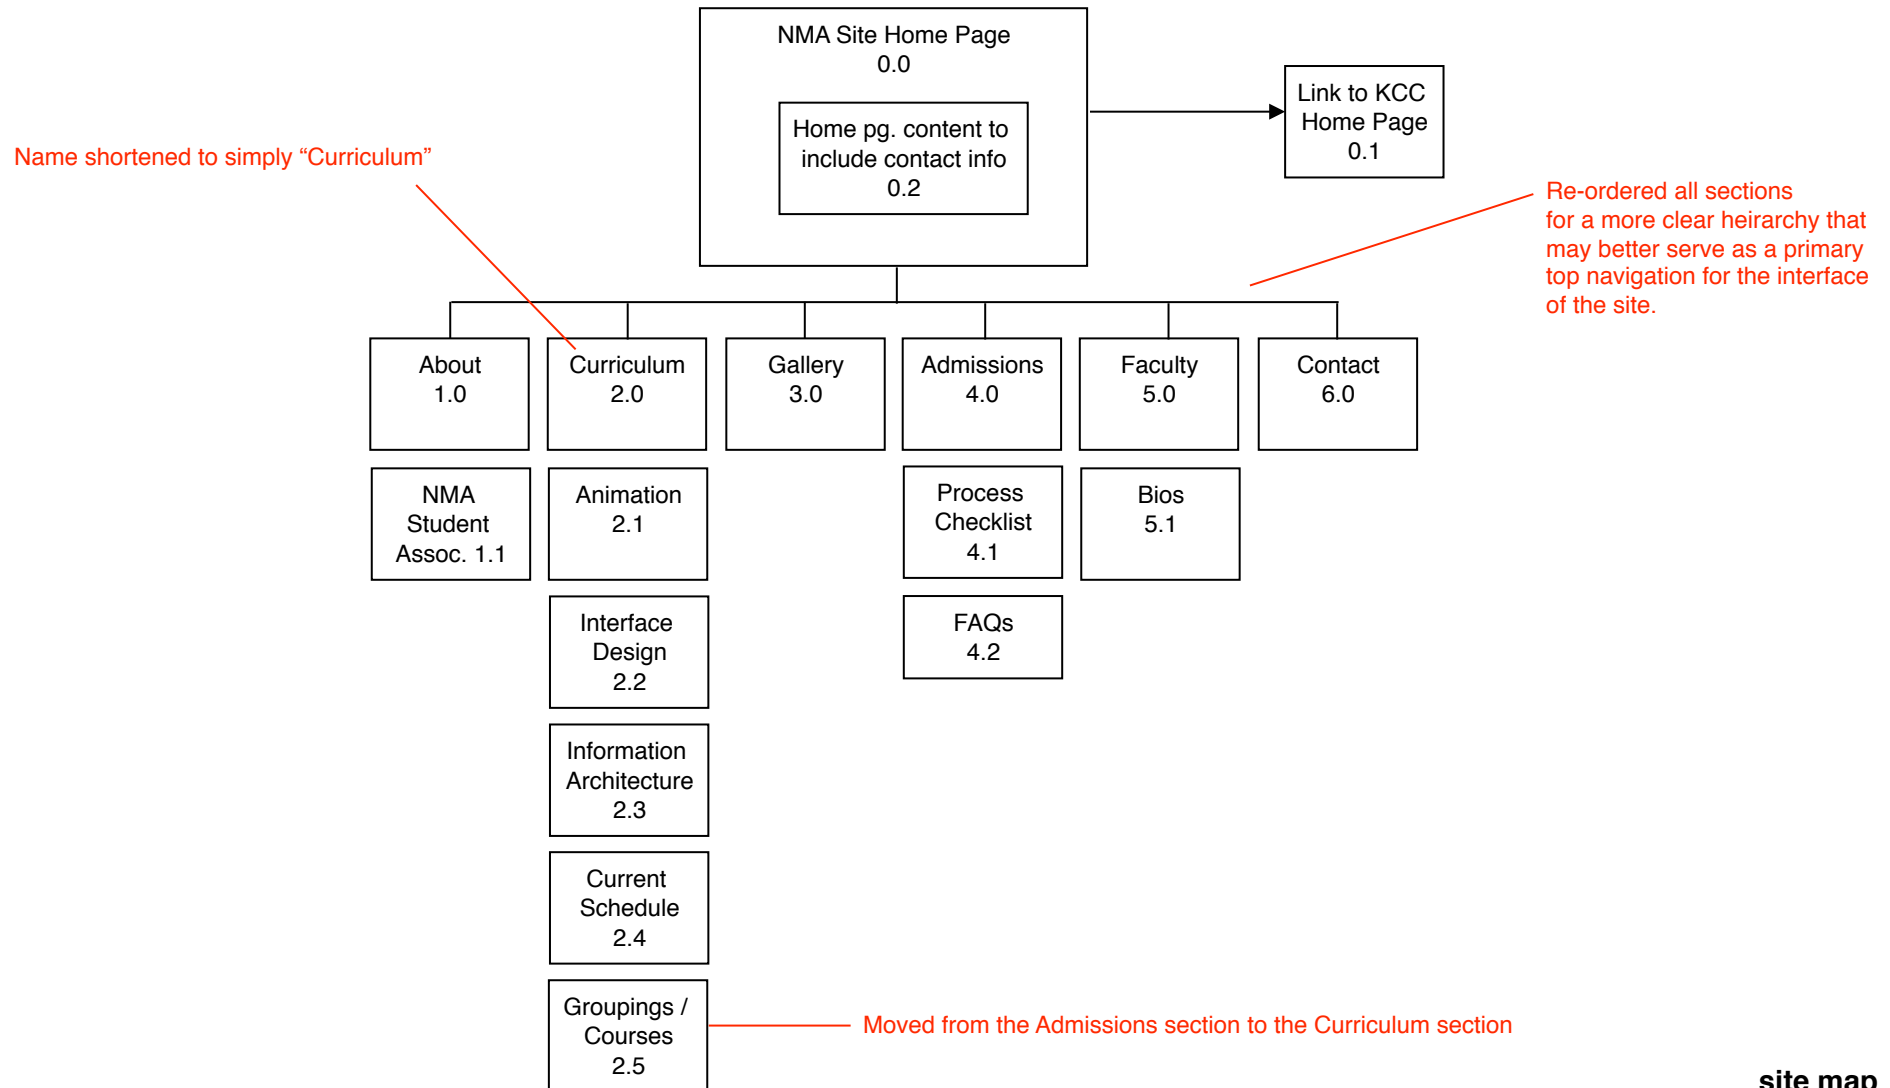 NMA Site Home Page
0.0
Home pg. content to
include contact info
0.2
Link to KCC
Home Page
0.1
Name shortened to simply “Curriculum”
Re-ordered all sections
for a more clear heirarchy that
may better serve as a primary
top navigation for the interface
of the site.
About
1.0
Curriculum
2.0
Gallery
3.0
Admissions
4.0
Faculty
5.0
Contact
6.0
NMA
Student
Assoc. 1.1
Animation
2.1
Process
Checklist
4.1
Bios
5.1
Interface
Design
2.2
FAQs
4.2
Information
Architecture
2.3
Current
Schedule
2.4
Groupings /
Courses
2.5
Moved from the Admissions section to the Curriculum section
site map